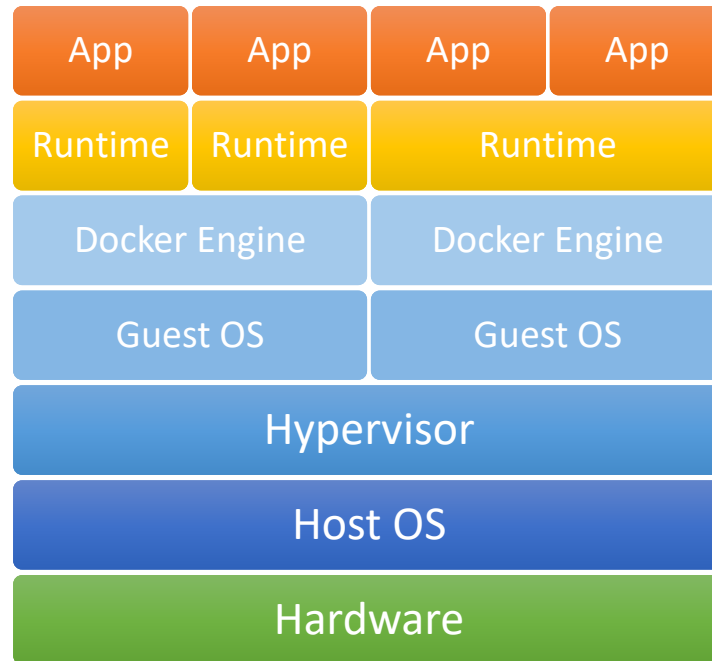 App App App App
Runtime Runtime Runtime
Docker Engine Docker Engine
Guest OS Guest OS
Hypervisor
Host OS
Hardware